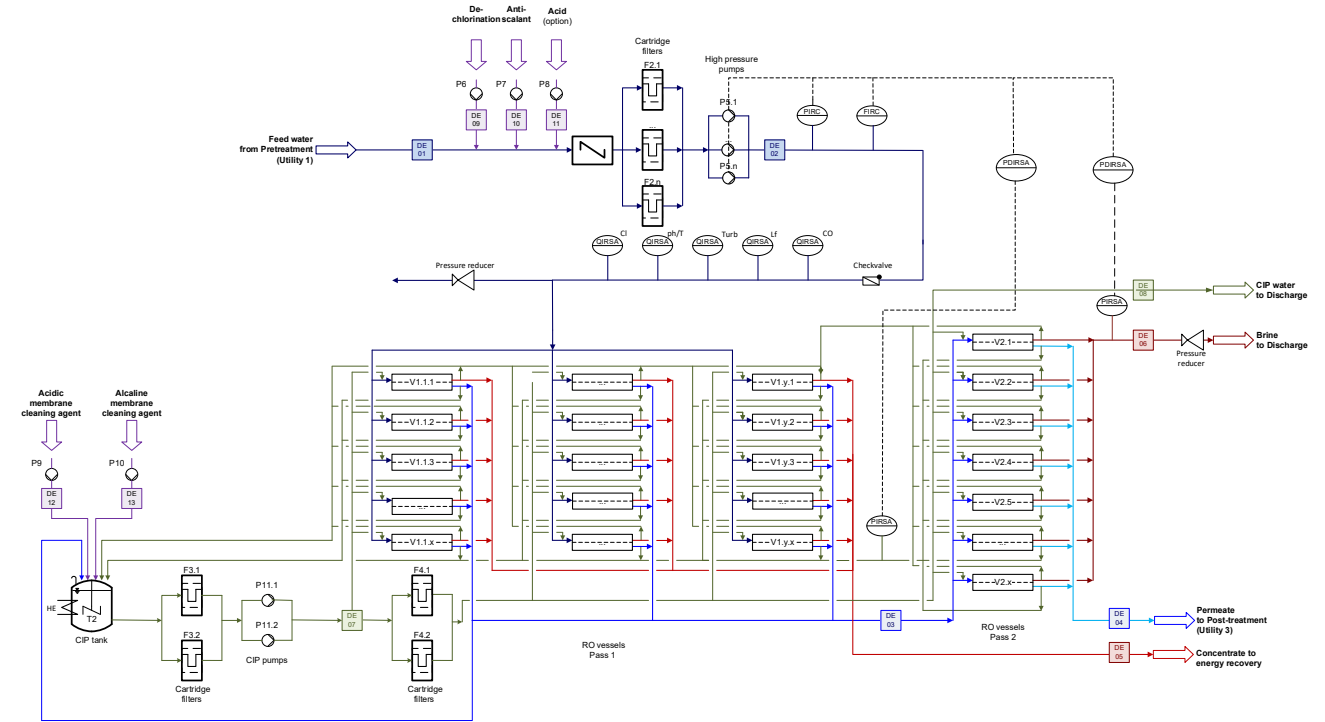 De-
chlorination
Anti-
scalant
Acid
(option)
Cartridge
filters
High pressure
pumps
P6
P7
P8
F2.1
P5.1
DE
09
DE
10
DE
11
PIRC
FIRC
Feed water
from Pretreatment
(Utility 1)
DE
01
...
...
DE
02
P5.n
F2.n
PDIRSA
PDIRSA
QIRSA
Cl
QIRSA
ph/T
QIRSA
Turb
QIRSA
Lf
QIRSA
CO
Pressure reducer
Checkvalve
DE
08
CIP water
to Discharge
PIRSA
DE
06
Brine
to Discharge
Pressure
reducer
V2.1
V1.1.1
...
V1.y.1
V2.2
V1.1.2
...
V1.y.2
V2.3
V1.1.3
...
V1.y.3
V2.4
...
...
...
V2.5
V1.1.x
...
V1.y.x
...
V2.x
PIRSA
Acidic
membrane
cleaning agent
Alcaline
membrane
cleaning agent
P9
P10
DE
12
DE
13
HE
T2
CIP tank
F3.1
F3.2
Cartridge
filters
P11.1
P11.2
CIP pumps
DE
07
F4.1
F4.2
Cartridge
filters
RO vessels
Pass 1
DE
03
RO vessels
Pass 2
DE
04
Permeate
to Post-treatment
(Utility 3)
DE
05
Concentrate to
energy recovery